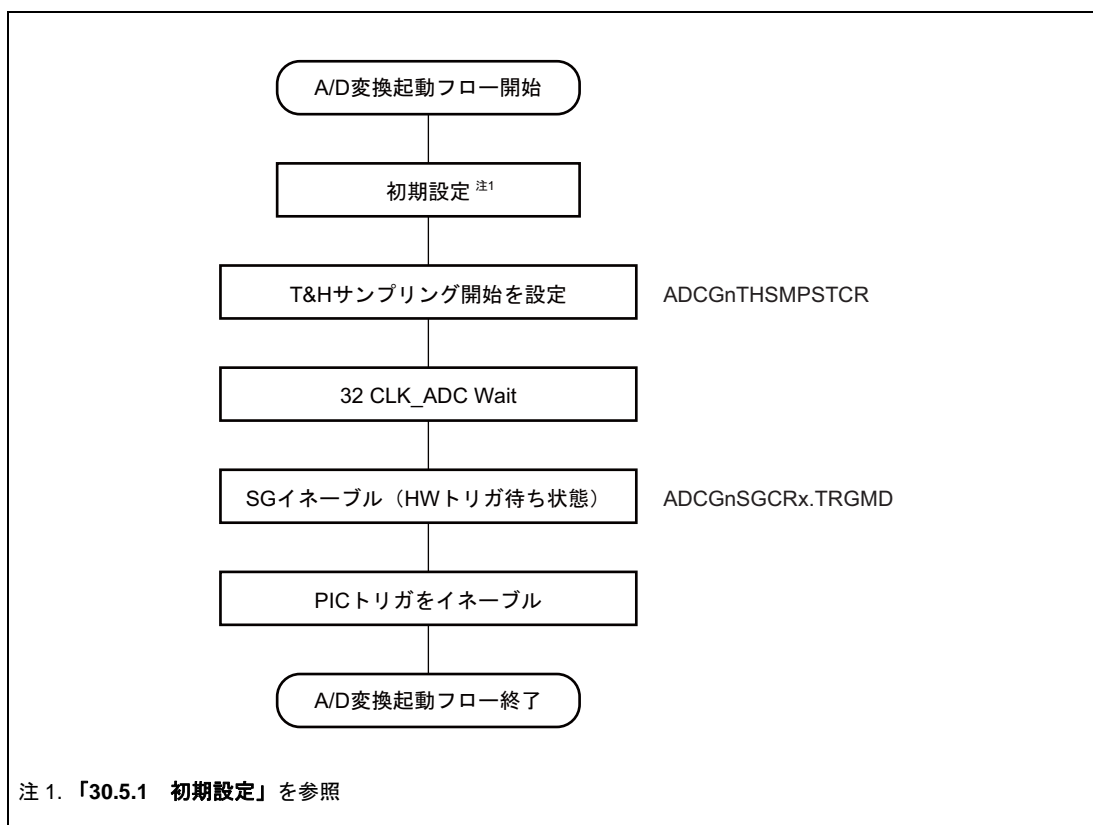 A/D変換起動フロー開始
初期設定 注1
T&Hサンプリング開始を設定
ADCGnTHSMPSTCR
32 CLK_ADC Wait
SGイネーブル（HWトリガ待ち状態）
ADCGnSGCRx.TRGMD
PICトリガをイネーブル
A/D変換起動フロー終了
注 1. 「30.5.1　初期設定」を参照